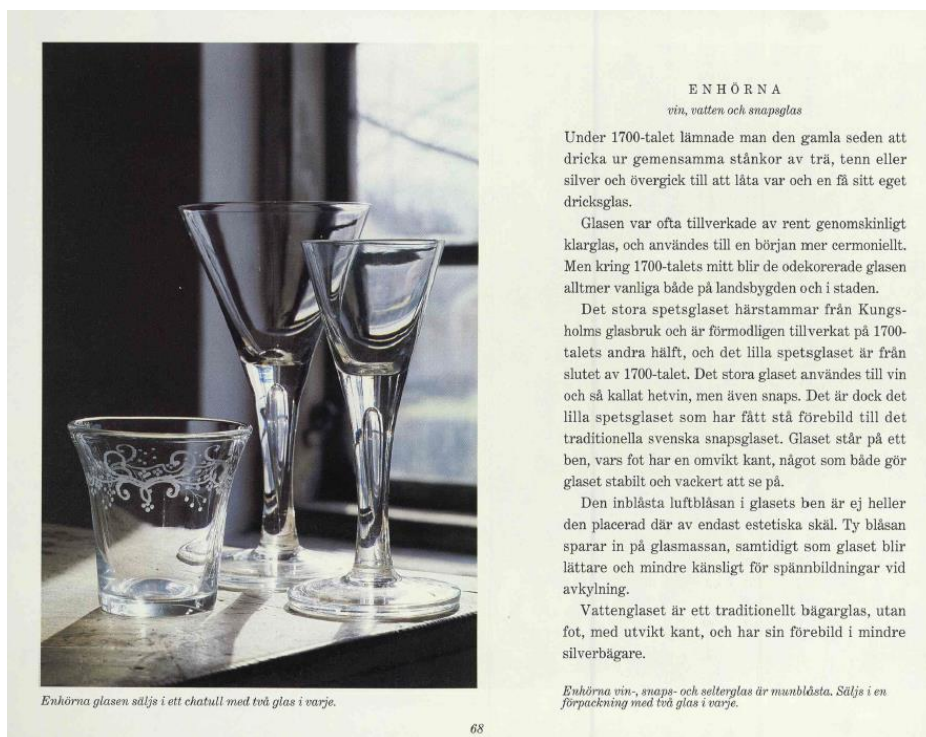 ENHÖRNA
vin, vatten och snapsglas
Under 1700-talet lämnade man den gamla seden att
dricka ur gemensamma stånkor av trä, tenn eller
silver och övergick till att låta var och en få sitt eget
dricksglas.
Glasen var ofta tillverkade av rent genomskinligt
klarglas, och användes till en början mer cermoniellt.
Men kring 1700-talets mitt blir de odekorerade glasen
alltmer vanliga både på landsbygden och i staden.
Det stora spetsglaset härstammar från Kungs-
holms glasbruk och är förmodligen tillverkat på 1700-
talets andra hälft, och det lilla spetsglaset är från
slutet av 1700-talet. Det stora glaset användes till vin
och så kallat hetvin, men även snaps. Det är dock det
lilla spetsglaset som har fått stå förebild till det
traditionella svenska snapsglaset. Glaset står på ett
ben, vars fot har en omvikt kant, något som både gör
glaset stabilt och vackert att se på.
Den inblåsta luftblåsan i glasets ben är ej heller
den placerad där av endast estetiska skäl. Ty blåsan
sparar in på glasmassan, samtidigt som glaset blir
lättare och mindre känsligt för spännbildningar vid
avkylning.
Vattenglaset är ett traditionellt bägarglas, utan
fot, med utvikt kant, och har sin förebild i mindre
silverbägare.
Enhörna vin-, snaps- och selterglas är munblåsta. Säljs i en
förpackning med två glas i varje.
Enhörna glasen säljs i ett chatull med två glas i varje.
68